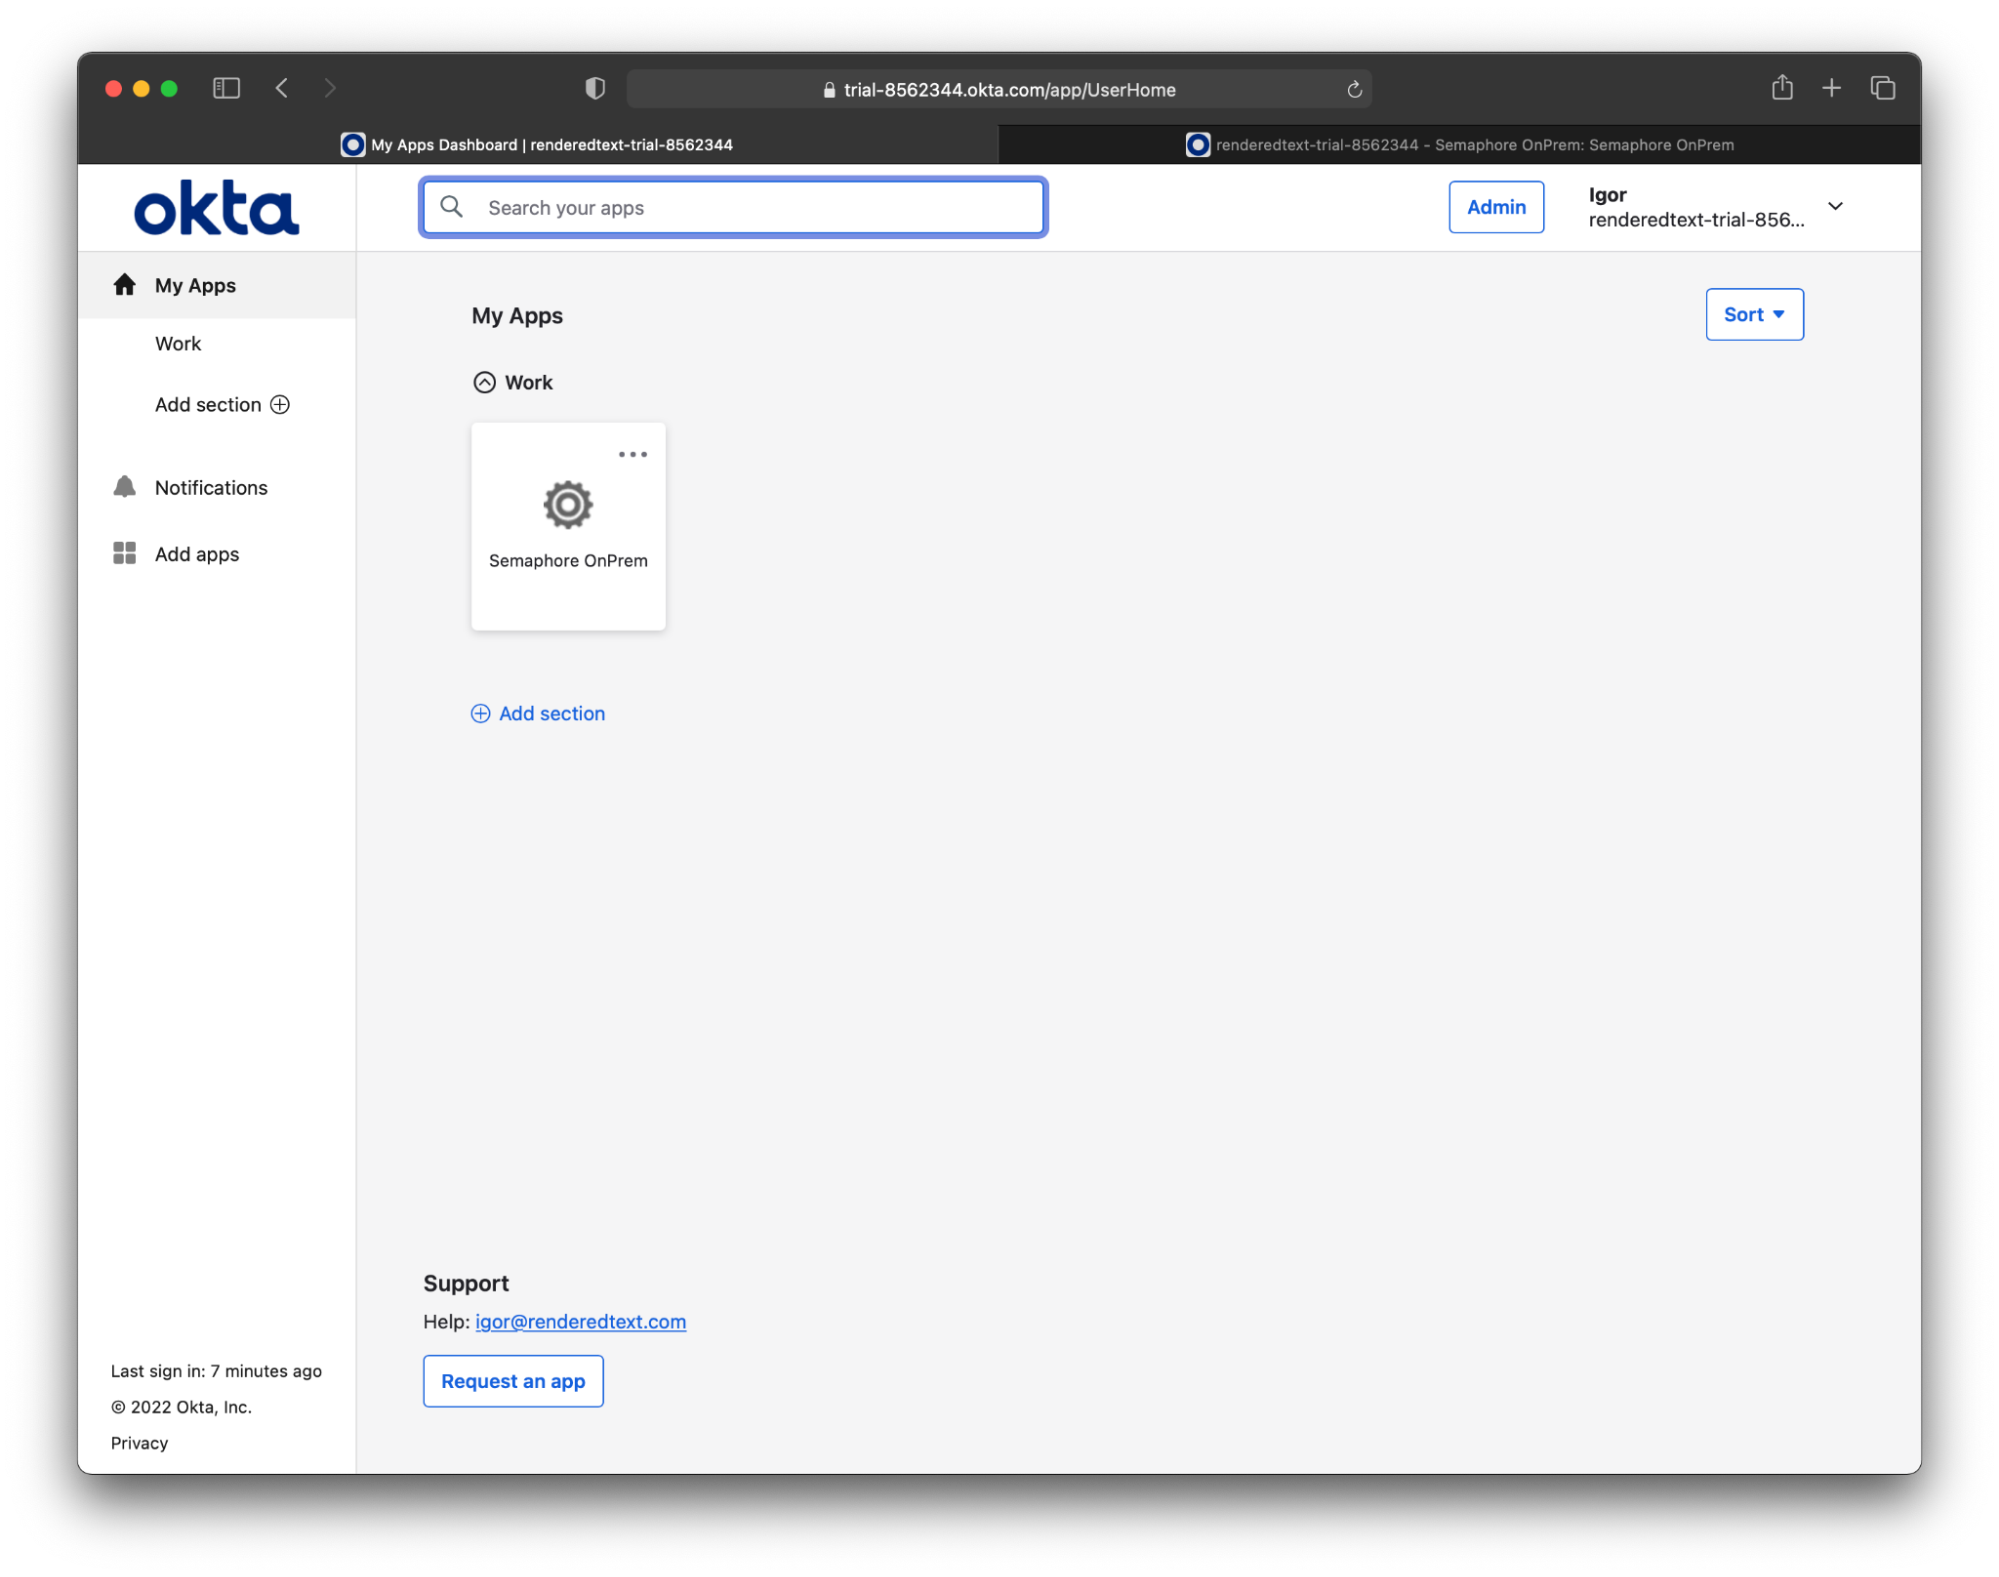 trial-8562344.okta.com/app/UserHome
My Apps Dashboard | renderedtext-trial-8562344
renderedtext-trial-8562344 - Semaphore OnPrem: Semaphore OnPrem
okta
Search your apps
Admin
Igor
renderedtext-trial-856...
My Apps
Work
Add section
Notifications
Add apps
My Apps
Sort
Work
Semaphore OnPrem
Add section
Support
Help: igor@renderedtext.com
Request an app
Last sign in: 7 minutes ago
© 2022 Okta, Inc.
Privacy